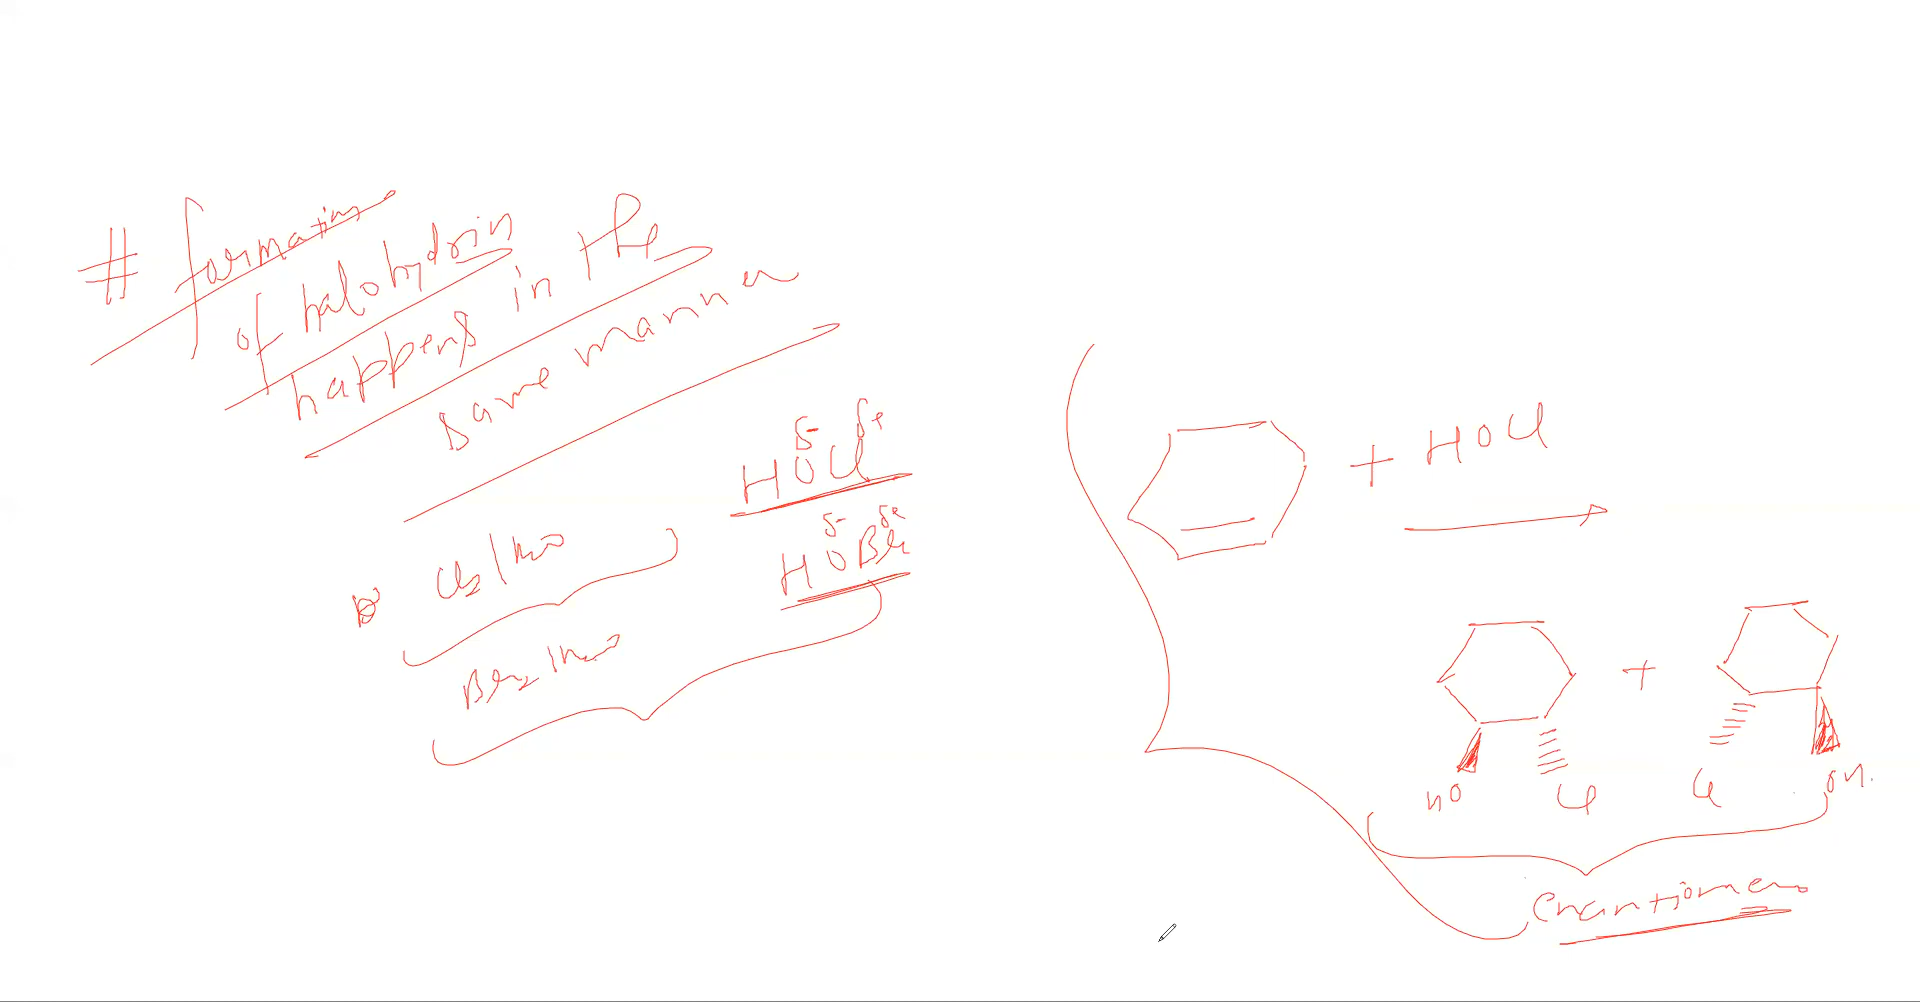 # formation
of halohydrin
happens in the
same manner
δ- δ+
HOCl
δ- δ+
HOBr
Cl2/H2O
Br2/H2O
+ HOCl
+
HO Cl Cl OH.
enantiomers